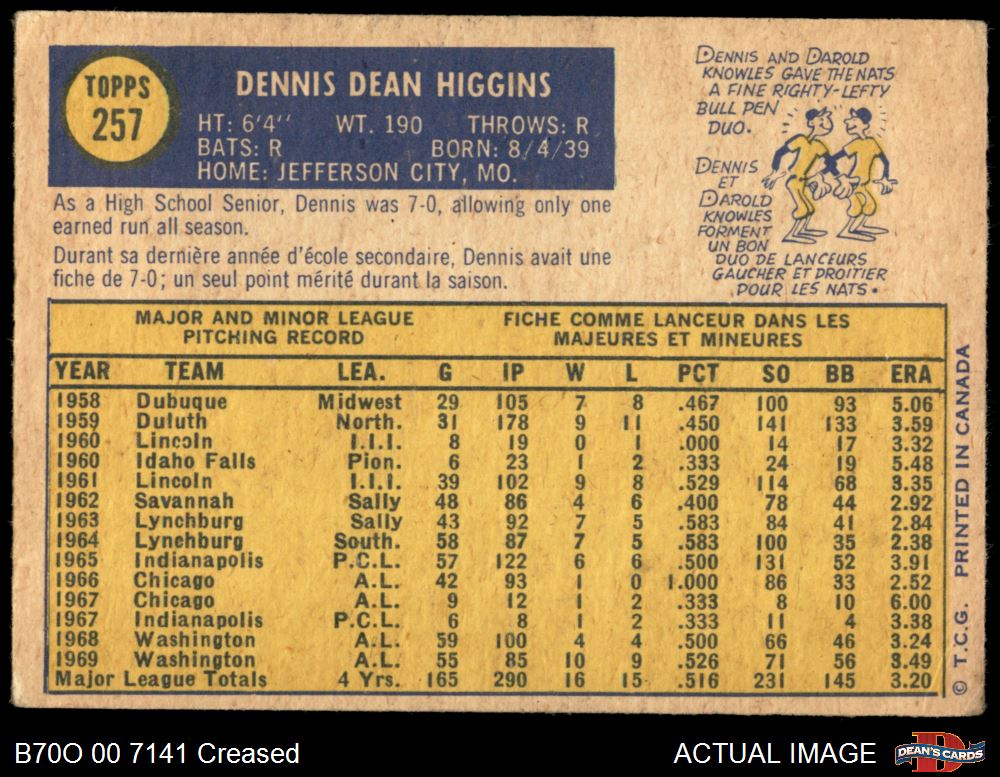 TOPPS
257
DENNIS DEAN HIGGINS
HT: 6'4" WT. 190 THROWS: R
BATS: R BORN: 8/4/39
HOME: JEFFERSON CITY, MO.
As a High School Senior, Dennis was 7-0, allowing only one
earned run all season.
Durant sa dernière année d'école secondaire, Dennis avait une
fiche de 7-0; un seul point mérité durant la saison.
DENNIS AND DAROLD
KNOWLES GAVE THE NATS
A FINE RIGHTY-LEFTY
BULL PEN
DUO.
DENNIS
ET
DAROLD
KNOWLES
FORMENT
UN BON
DUO DE LANCEURS
GAUCHER ET DROITIER
POUR LES NATS.
MAJOR AND MINOR LEAGUE
PITCHING RECORD
FICHE COMME LANCEUR DANS LES
MAJEURES ET MINEURES
YEAR TEAM LEA. G IP W L PCT SO BB ERA
1958 Dubuque Midwest 29 105 7 8 .467 100 93 5.06
1959 Duluth North. 31 178 9 11 .450 141 133 3.59
1960 Lincoln I.I.I. 8 19 0 1 .000 14 17 3.32
1960 Idaho Falls Pion. 6 23 1 2 .333 24 19 5.48
1961 Lincoln I.I.I. 39 102 9 8 .529 114 68 3.35
1962 Savannah Sally 48 86 4 6 .400 78 44 2.92
1963 Lynchburg Sally 43 92 7 5 .583 84 41 2.84
1964 Lynchburg South. 58 87 7 5 .583 100 35 2.38
1965 Indianapolis P.C.L. 57 122 6 6 .500 131 52 3.91
1966 Chicago A.L. 42 93 1 0 1.000 86 33 2.52
1967 Chicago A.L. 9 12 1 2 .333 8 10 6.00
1967 Indianapolis P.C.L. 6 8 1 2 .333 11 4 3.38
1968 Washington A.L. 59 100 4 4 .500 66 46 3.24
1969 Washington A.L. 55 85 10 9 .526 71 56 3.49
Major League Totals 4 Yrs. 165 290 16 15 .516 231 145 3.20
© T.C.G. PRINTED IN CANADA
B70O 00 7141 Creased
ACTUAL IMAGE
DEAN'S CARDS